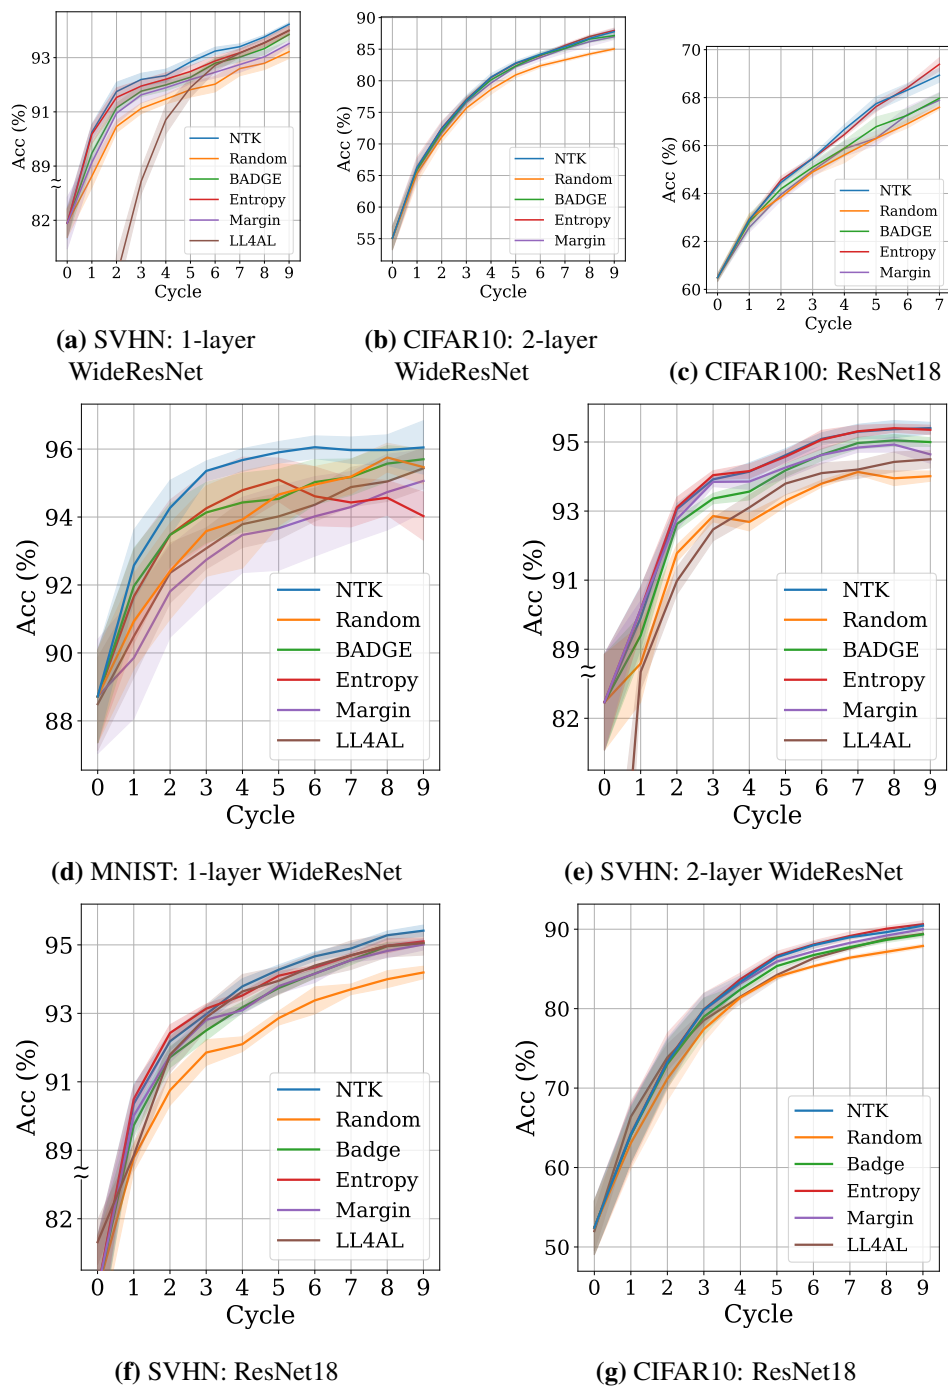 93
91
89
82
Acc (%)
NTK
Random
BADGE
Entropy
Margin
LL4AL
0 1 2 3 4 5 6 7 8 9
Cycle
90
85
80
75
70
65
60
55
Acc (%)
NTK
Random
BADGE
Entropy
Margin
0 1 2 3 4 5 6 7 8 9
Cycle
70
68
66
64
62
60
Acc (%)
NTK
Random
BADGE
Entropy
Margin
0 1 2 3 4 5 6 7
Cycle
(a) SVHN: 1-layer
WideResNet
(b) CIFAR10: 2-layer
WideResNet
(c) CIFAR100: ResNet18
96
94
92
90
88
Acc (%)
NTK
Random
BADGE
Entropy
Margin
LL4AL
0 1 2 3 4 5 6 7 8 9
Cycle
95
93
91
89
82
Acc (%)
NTK
Random
BADGE
Entropy
Margin
LL4AL
0 1 2 3 4 5 6 7 8 9
Cycle
(d) MNIST: 1-layer WideResNet
(e) SVHN: 2-layer WideResNet
95
93
91
89
82
Acc (%)
NTK
Random
Badge
Entropy
Margin
LL4AL
0 1 2 3 4 5 6 7 8 9
Cycle
90
80
70
60
50
Acc (%)
NTK
Random
Badge
Entropy
Margin
LL4AL
0 1 2 3 4 5 6 7 8 9
Cycle
(f) SVHN: ResNet18
(g) CIFAR10: ResNet18